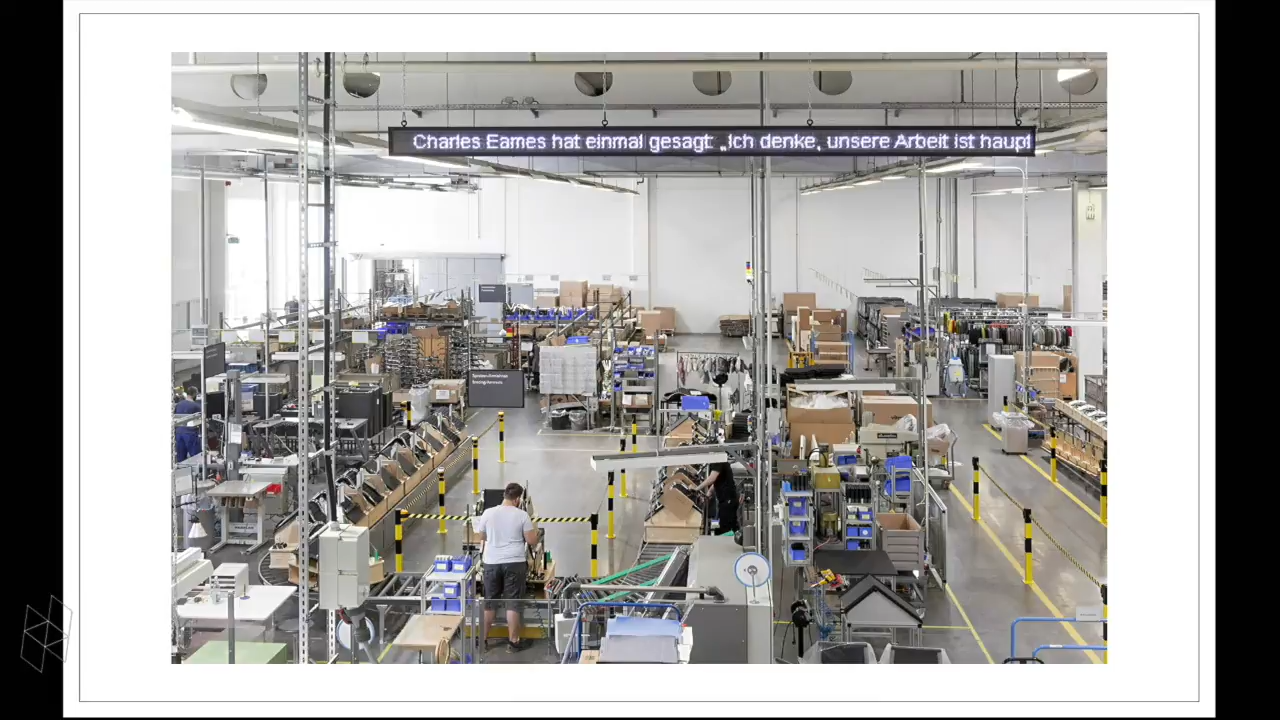 Charles Eames hat einmal gesagt: „Ich denke, unsere Arbeit ist haupt